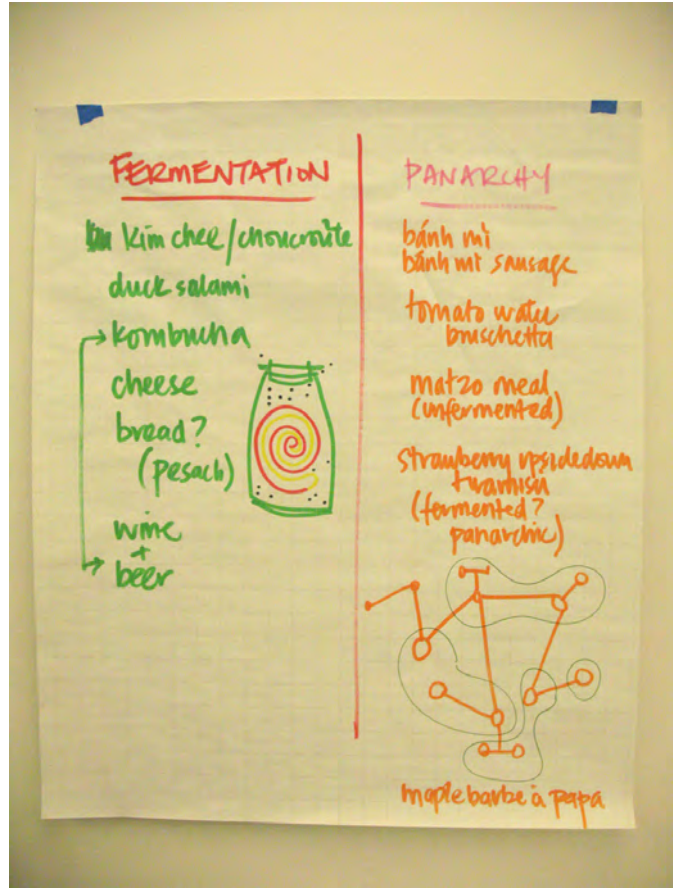 FERMENTATION
kim chee/choucroute
duck salami
kombucha
cheese
bread?
(pesach)
wine
+
beer
PANARCHY
bánh mì
bánh mì sausage
tomato water
bruschetta
matzo meal
(unfermented)
strawberry upsidedown
tiramisu
(fermented?
panarchic)
maple barbe à papa